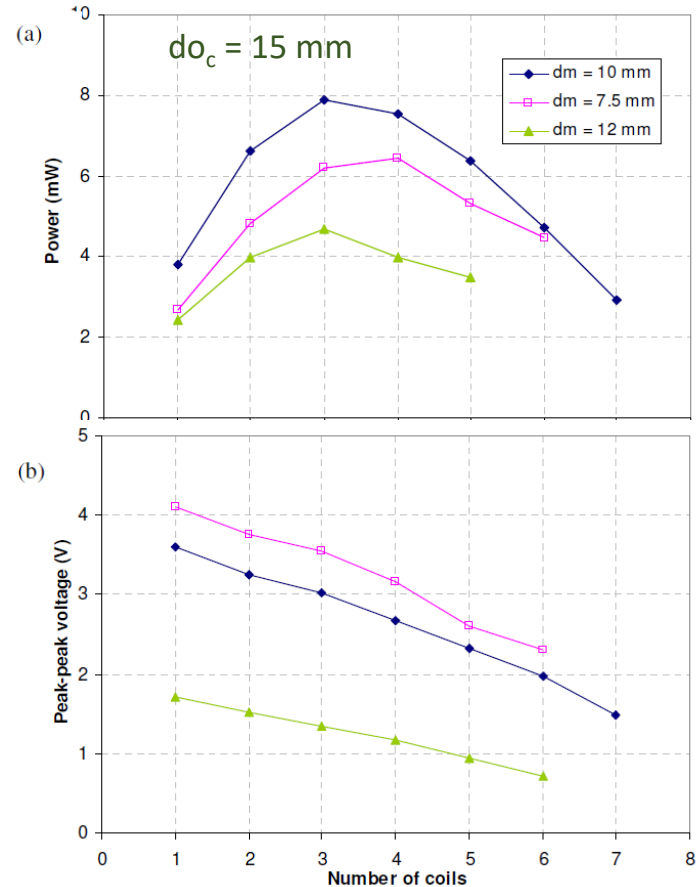 (a)
do_c = 15 mm
10
8
6
4
2
0
Power (mW)
dm = 10 mm
dm = 7.5 mm
dm = 12 mm
(b)
5
4
3
2
1
0
Peak-peak voltage (V)
0 1 2 3 4 5 6 7 8
Number of coils